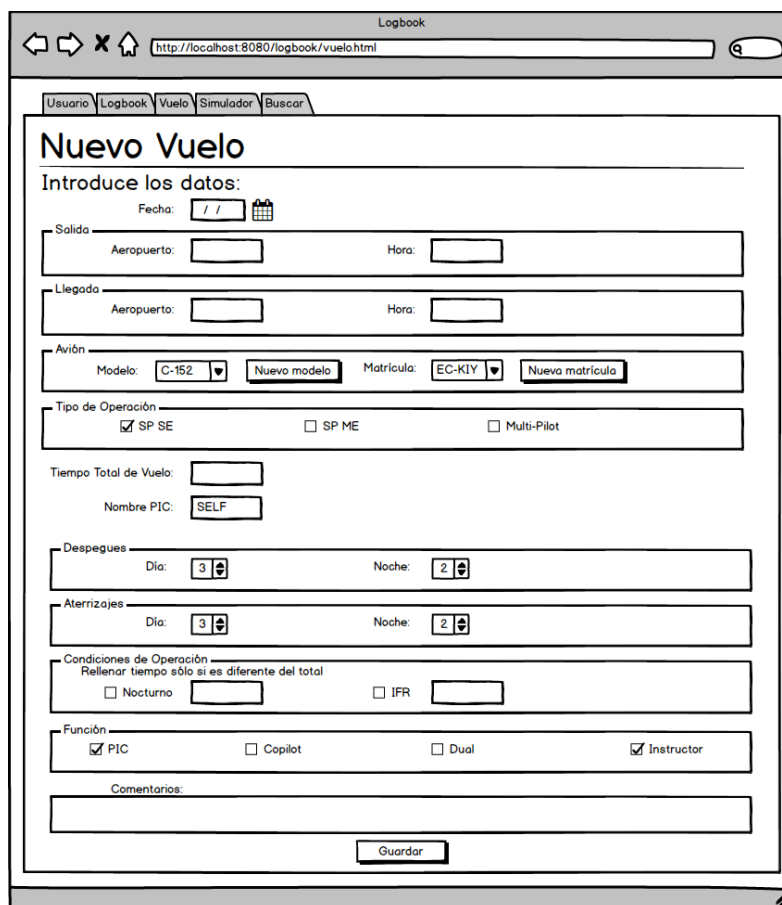 Logbook
http://localhost:8080/logbook/vuelo.html
Usuario Logbook Vuelo Simulador Buscar
Nuevo Vuelo
Introduce los datos:
Fecha: / /
Salida
Aeropuerto: Hora:
Llegada
Aeropuerto: Hora:
Avión
Modelo: C-152 Nuevo modelo Matrícula: EC-KIY Nueva matrícula
Tipo de Operación
SP SE SP ME Multi-Pilot
Tiempo Total de Vuelo:
Nombre PIC: SELF
Despegues
Día: 3 Noche: 2
Aterrizajes
Día: 3 Noche: 2
Condiciones de Operación
Rellenar tiempo sólo si es diferente del total
Nocturno IFR
Función
PIC Copilot Dual Instructor
Comentarios:
Guardar